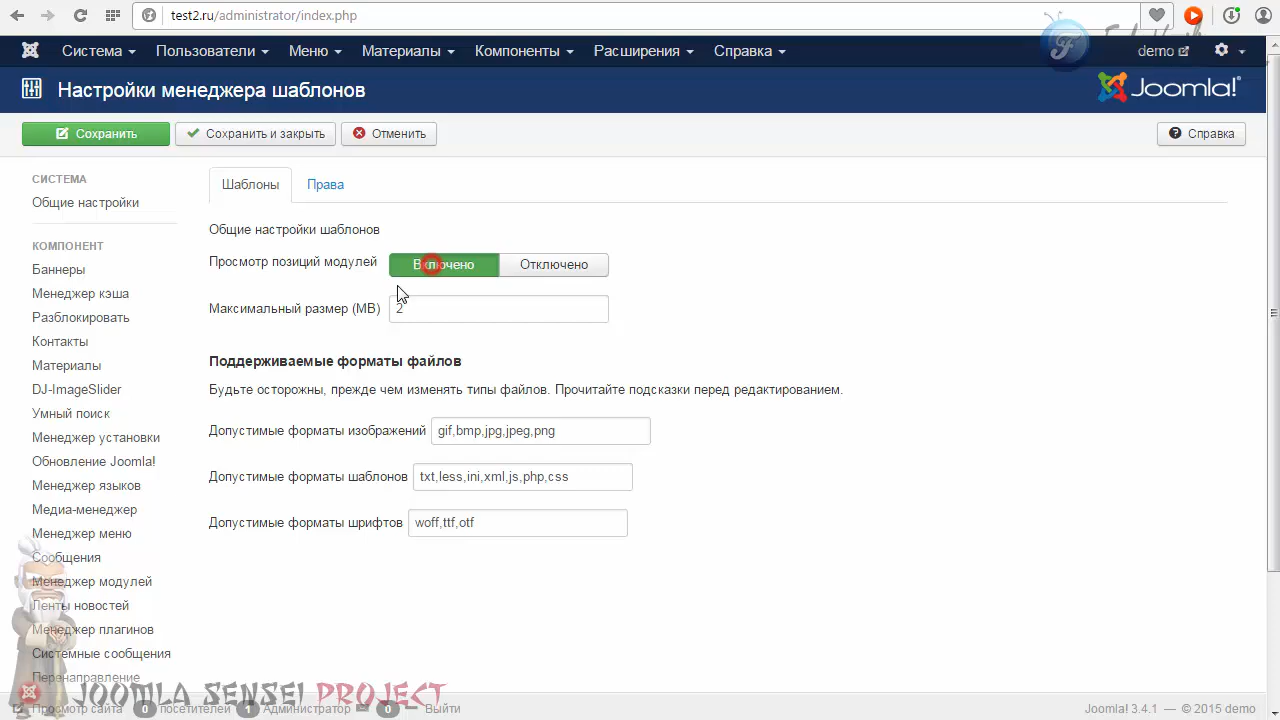 test2.ru/administrator/index.php
Система Пользователи Меню Материалы Компоненты Расширения Справка demo
Настройки менеджера шаблонов Joomla!
Сохранить Сохранить и закрыть Отменить Справка
СИСТЕМА
Общие настройки
КОМПОНЕНТ
Баннеры
Менеджер кэша
Разблокировать
Контакты
Материалы
DJ-ImageSlider
Умный поиск
Менеджер установки
Обновление Joomla!
Менеджер языков
Медиа-менеджер
Менеджер меню
Сообщения
Менеджер модулей
Ленты новостей
Менеджер плагинов
Системные сообщения
Перенаправление
Шаблоны Права
Общие настройки шаблонов
Просмотр позиций модулей Включено Отключено
Максимальный размер (MB) 2
Поддерживаемые форматы файлов
Будьте осторожны, прежде чем изменять типы файлов. Прочитайте подсказки перед редактированием.
Допустимые форматы изображений gif,bmp,jpg,jpeg,png
Допустимые форматы шаблонов txt,less,ini,xml,js,php,css
Допустимые форматы шрифтов woff,ttf,otf
JOOMLA SENSEI PROJECT
Просмотр сайта 0 посетителей 1 Администратор 0 Выйти Joomla! 3.4.1 — © 2015 demo